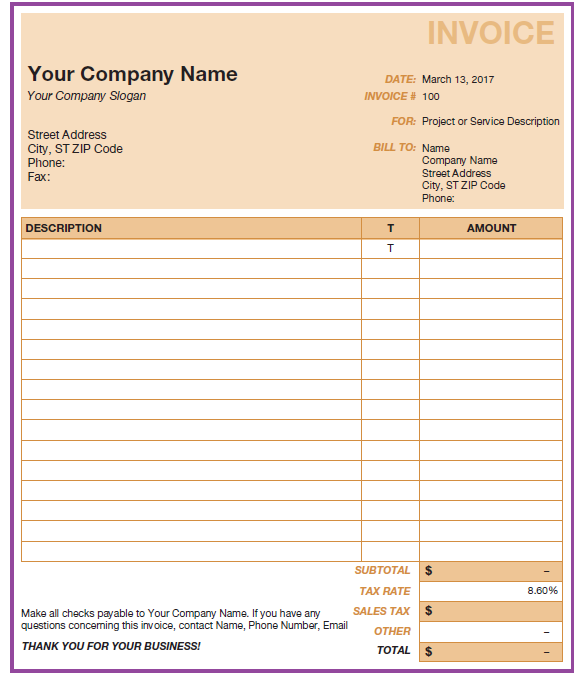 INVOICE
Your Company Name
Your Company Slogan
DATE: March 13, 2017
INVOICE # 100
FOR: Project or Service Description
Street Address
City, ST ZIP Code
Phone:
Fax:
BILL TO: Name
Company Name
Street Address
City, ST ZIP Code
Phone:
DESCRIPTION T AMOUNT
T
SUBTOTAL $ –
TAX RATE 8.60%
SALES TAX $
OTHER –
TOTAL $ –
Make all checks payable to Your Company Name. If you have any
questions concerning this invoice, contact Name, Phone Number, Email
THANK YOU FOR YOUR BUSINESS!